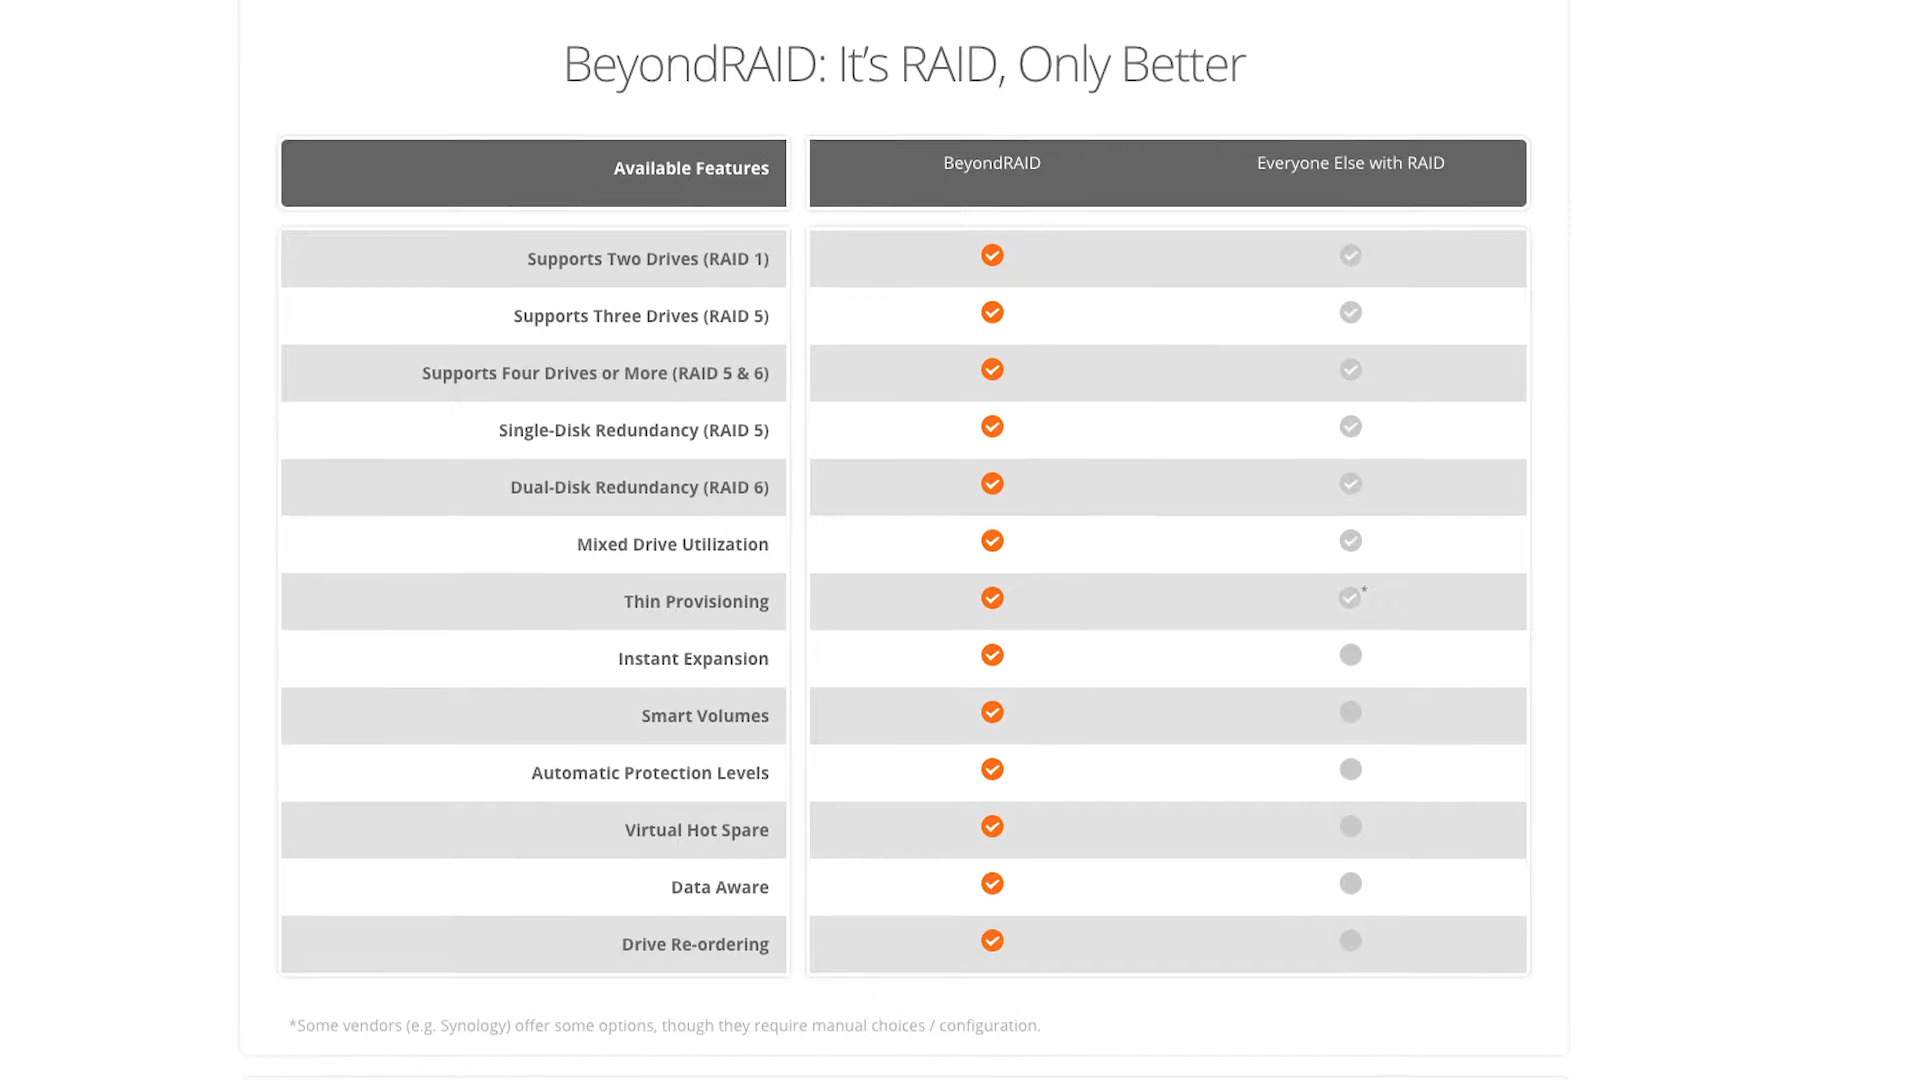 BeyondRAID: It's RAID, Only Better
Available Features
BeyondRAID
Everyone Else with RAID
Supports Two Drives (RAID 1)
Supports Three Drives (RAID 5)
Supports Four Drives or More (RAID 5 & 6)
Single-Disk Redundancy (RAID 5)
Dual-Disk Redundancy (RAID 6)
Mixed Drive Utilization
Thin Provisioning
*
Instant Expansion
Smart Volumes
Automatic Protection Levels
Virtual Hot Spare
Data Aware
Drive Re-ordering
*Some vendors (e.g. Synology) offer some options, though they require manual choices / configuration.